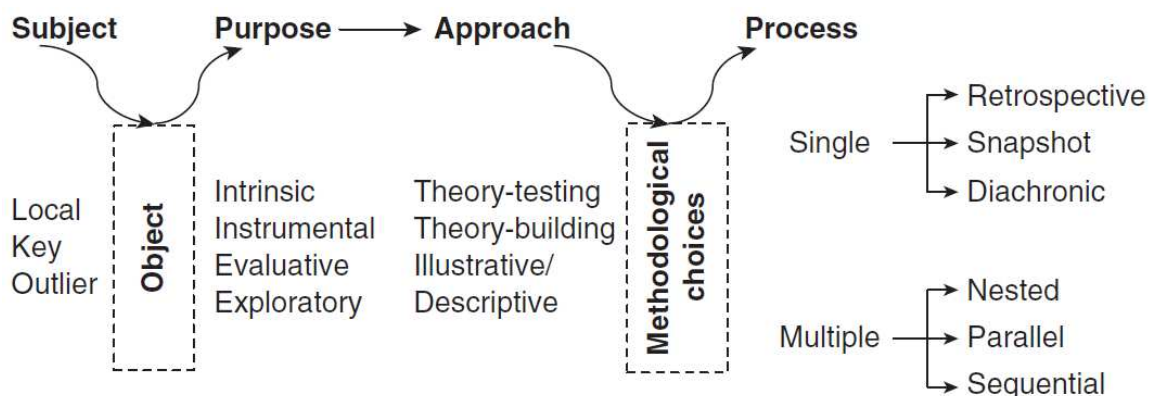 Subject
Purpose
Approach
Process
Local
Key
Outlier
Object
Intrinsic
Instrumental
Evaluative
Exploratory
Theory-testing
Theory-building
Illustrative/
Descriptive
Methodological
choices
Single
Retrospective
Snapshot
Diachronic
Multiple
Nested
Parallel
Sequential